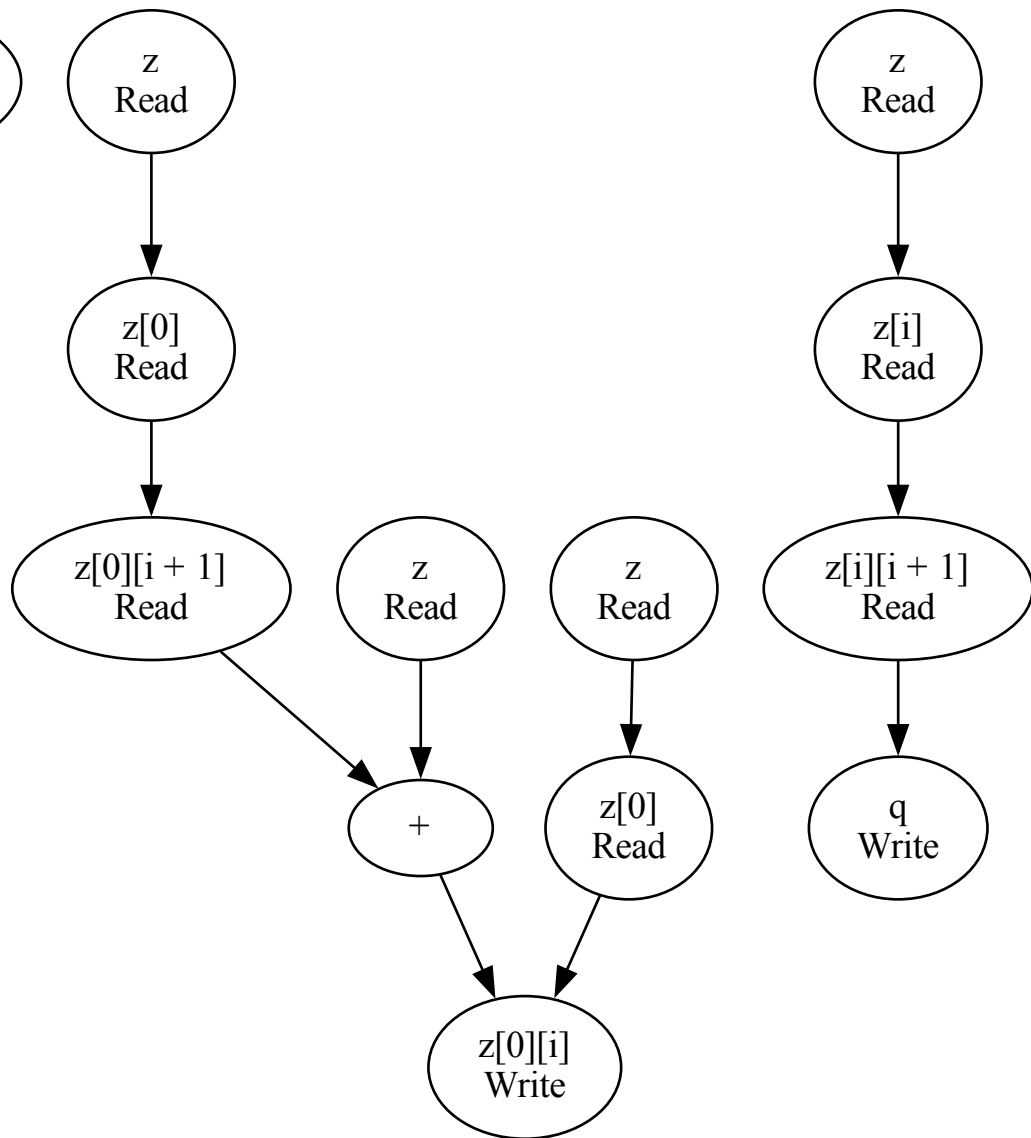 z
Read
z
Read
z[0]
Read
z[i]
Read
z[0][i + 1]
Read
z
Read
z
Read
z[i][i + 1]
Read
+
z[0]
Read
q
Write
z[0][i]
Write